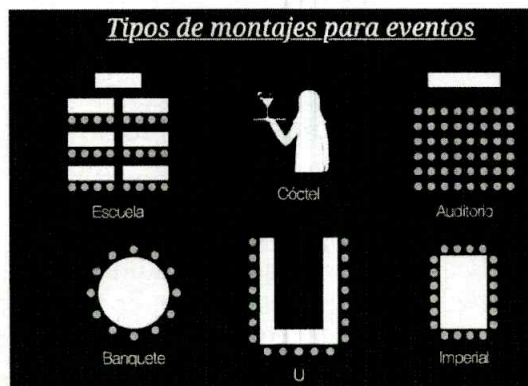 Tipos de montajes para eventos
Escuela
Cóctel
Auditorio
Banquete
U
Imperial